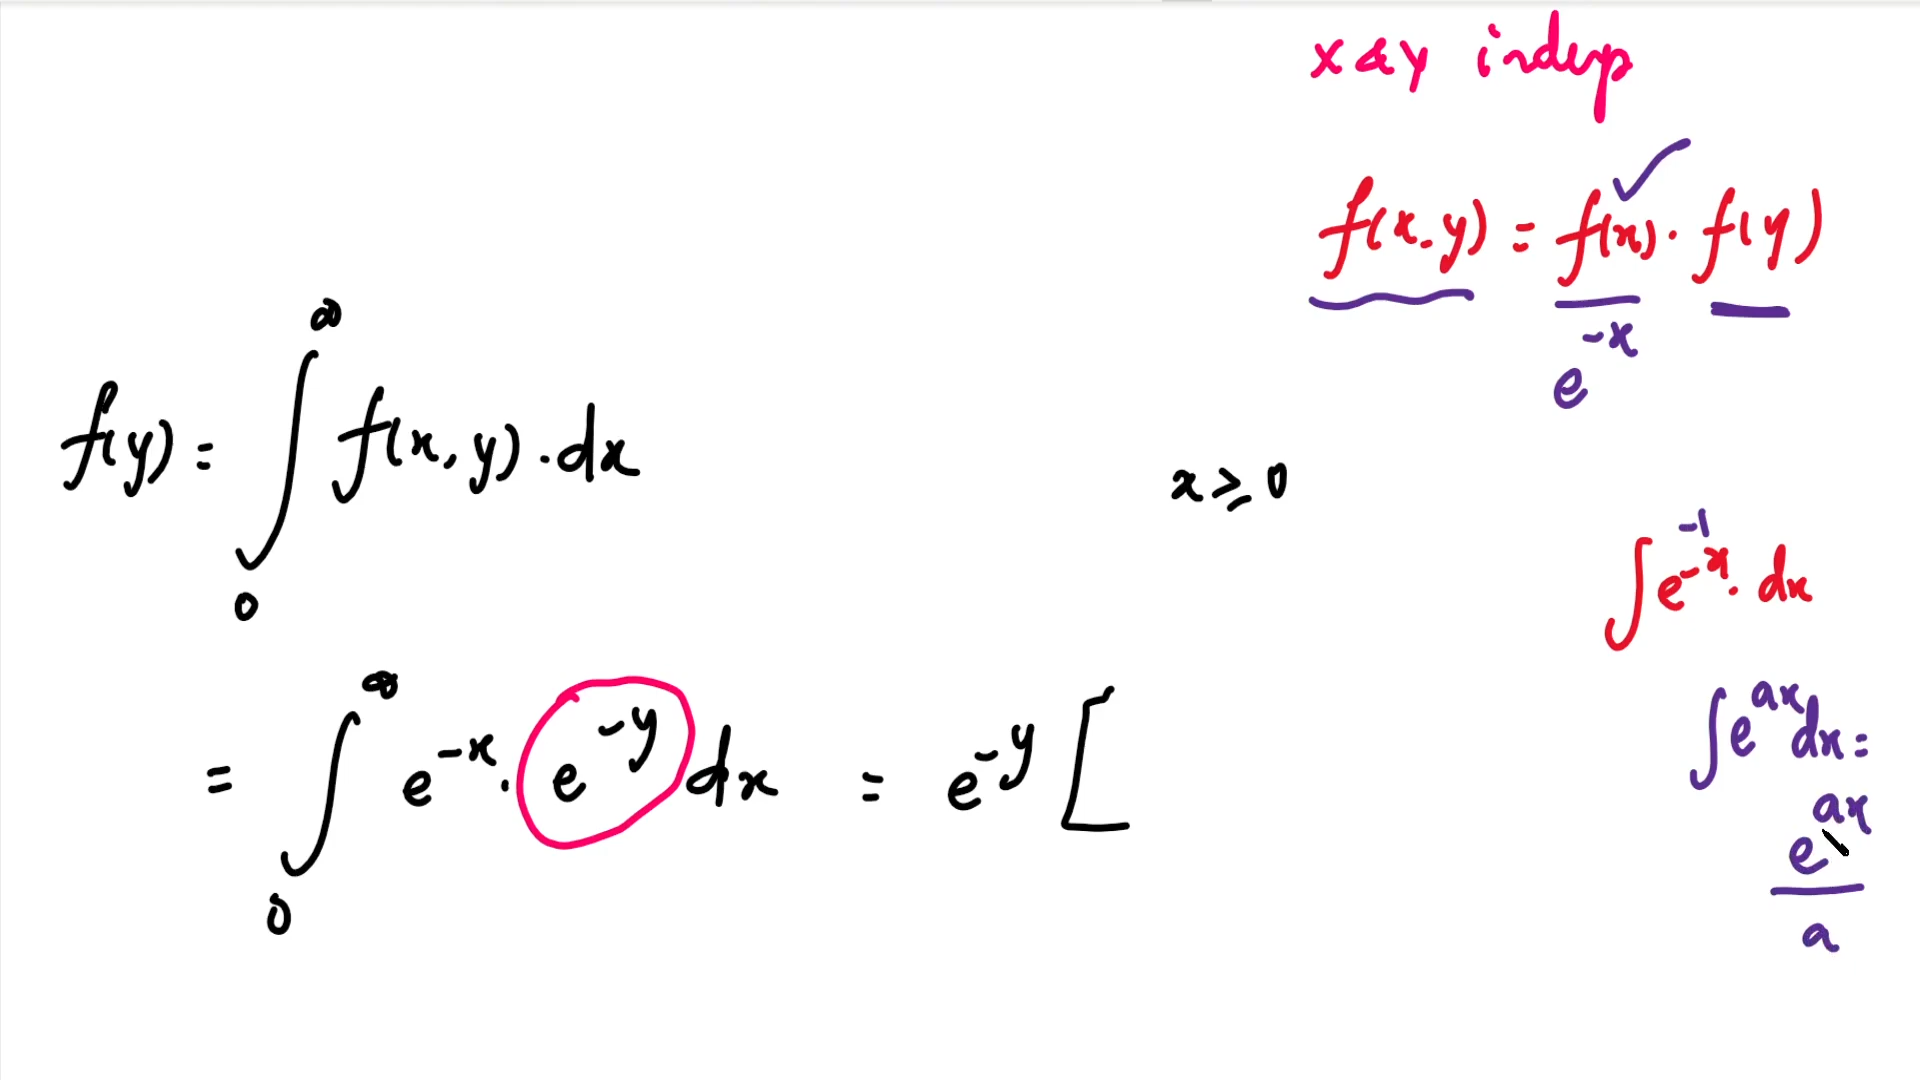 x & y indep
f(x,y) = f(x) · f(y)
e^{-x}
f(y) = ∫_0^∞ f(x,y) · dx
x ≥ 0
∫ e^{-x} · dx
-1
∫ e^{ax} dx =
e^{ax}/a
= ∫_0^∞ e^{-x} · e^{-y} dx = e^{-y} [